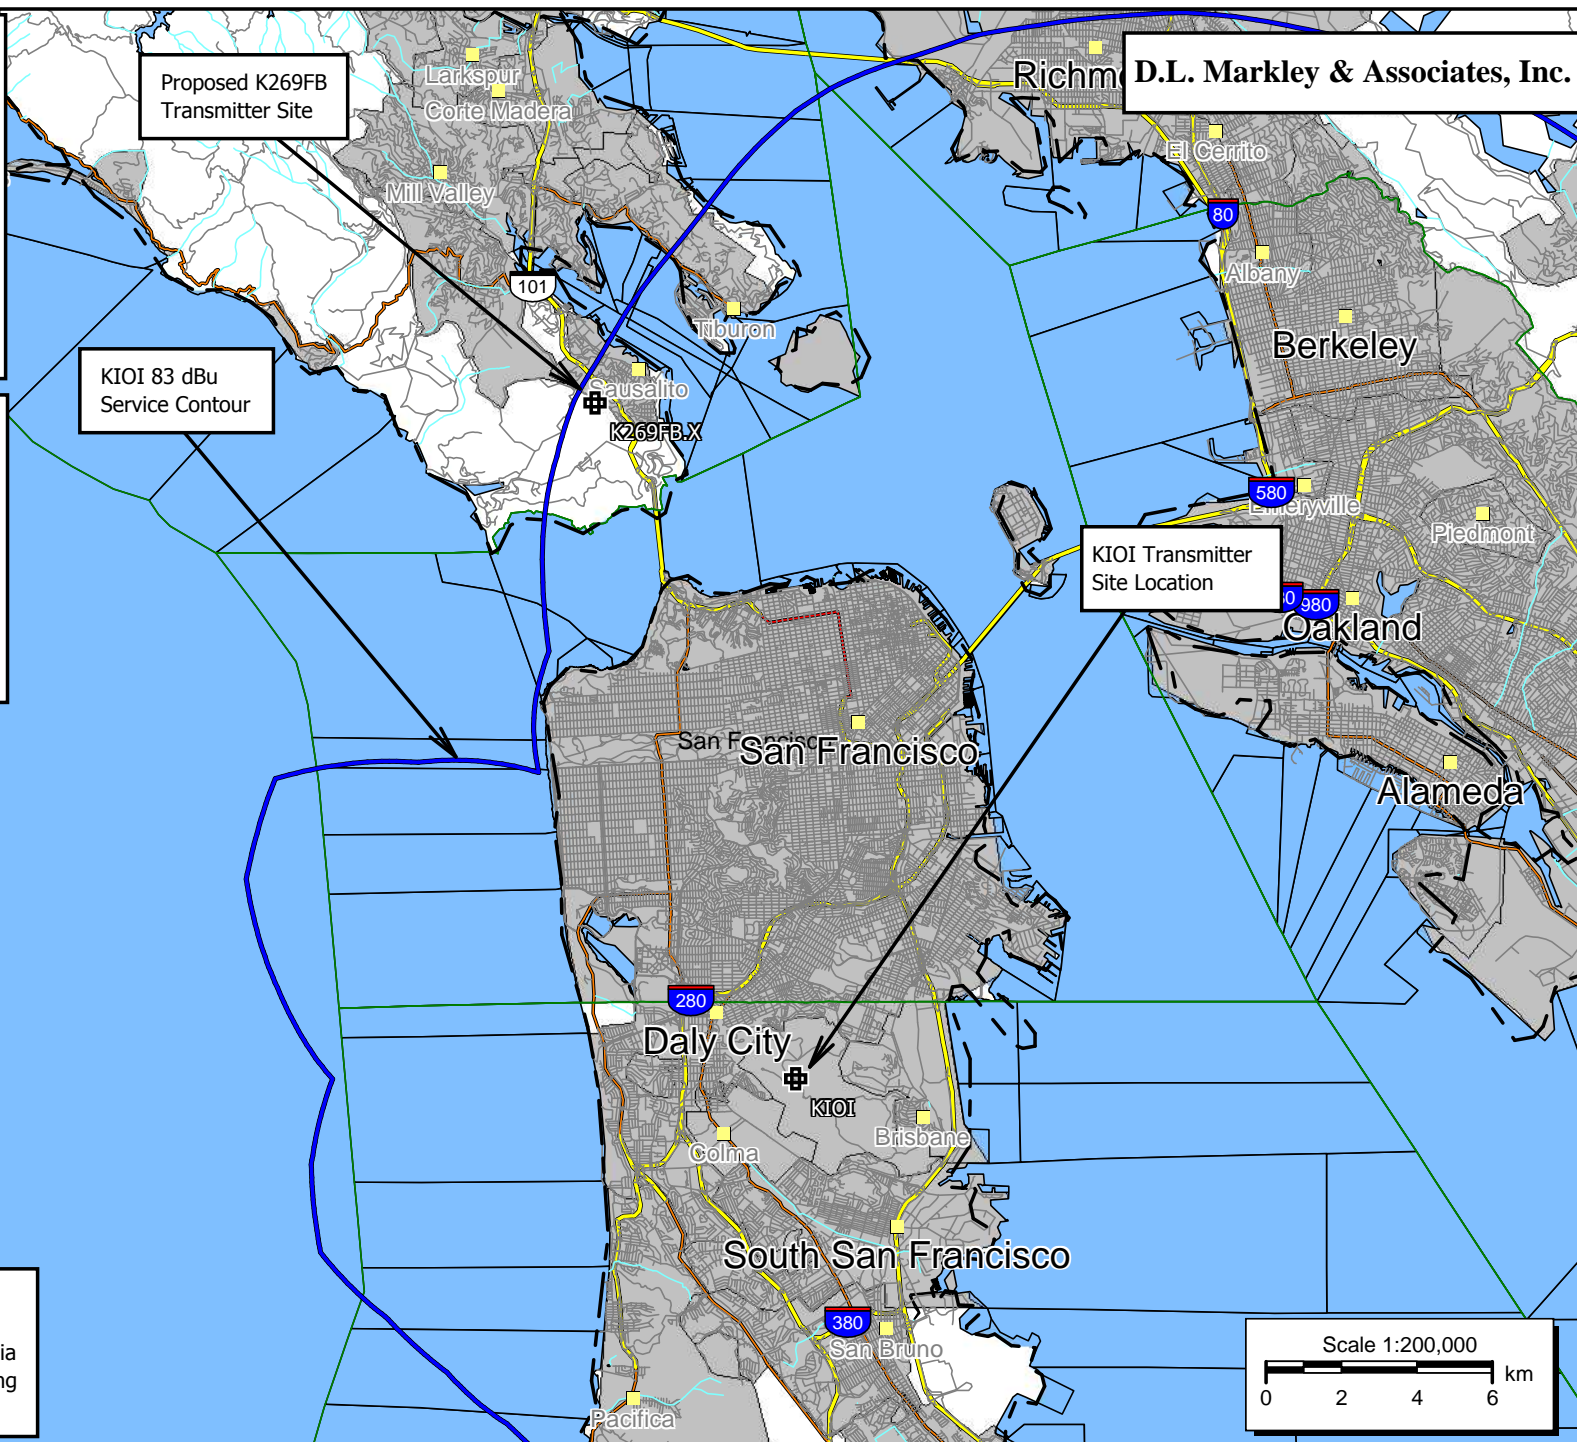 D.L. Markley & Associates, Inc.
Proposed K269FB
Transmitter Site
Larkspur
Corte Madera
Mill Valley
El Cerrito
80
Albany
101
Tiburon
Berkeley
KIOI 83 dBu
Service Contour
K269FB.X
580
Piedmont
KIOI Transmitter
Site Location
980
Oakland
San Francisco
Alameda
280
Daly City
KIOI
Brisbane
Colma
South San Francisco
380
San Bruno
Pacifica
Scale 1:200,000
0 2 4 6 km